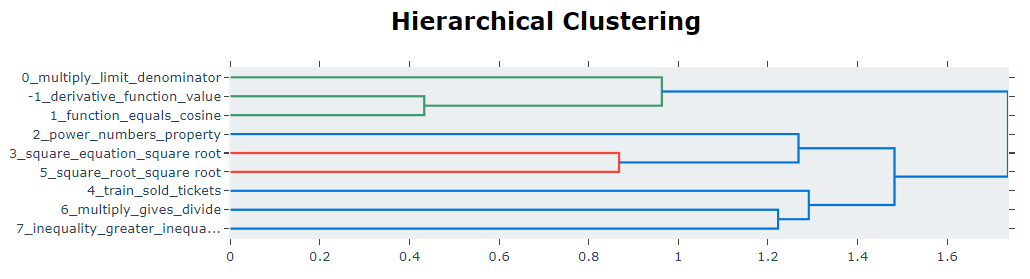 Hierarchical Clustering
0_multiply_limit_denominator
-1_derivative_function_value
1_function_equals_cosine
2_power_numbers_property
3_square_equation_square root
5_square_root_square root
4_train_sold_tickets
6_multiply_gives_divide
7_inequality_greater_inequa...
0 0.2 0.4 0.6 0.8 1 1.2 1.4 1.6